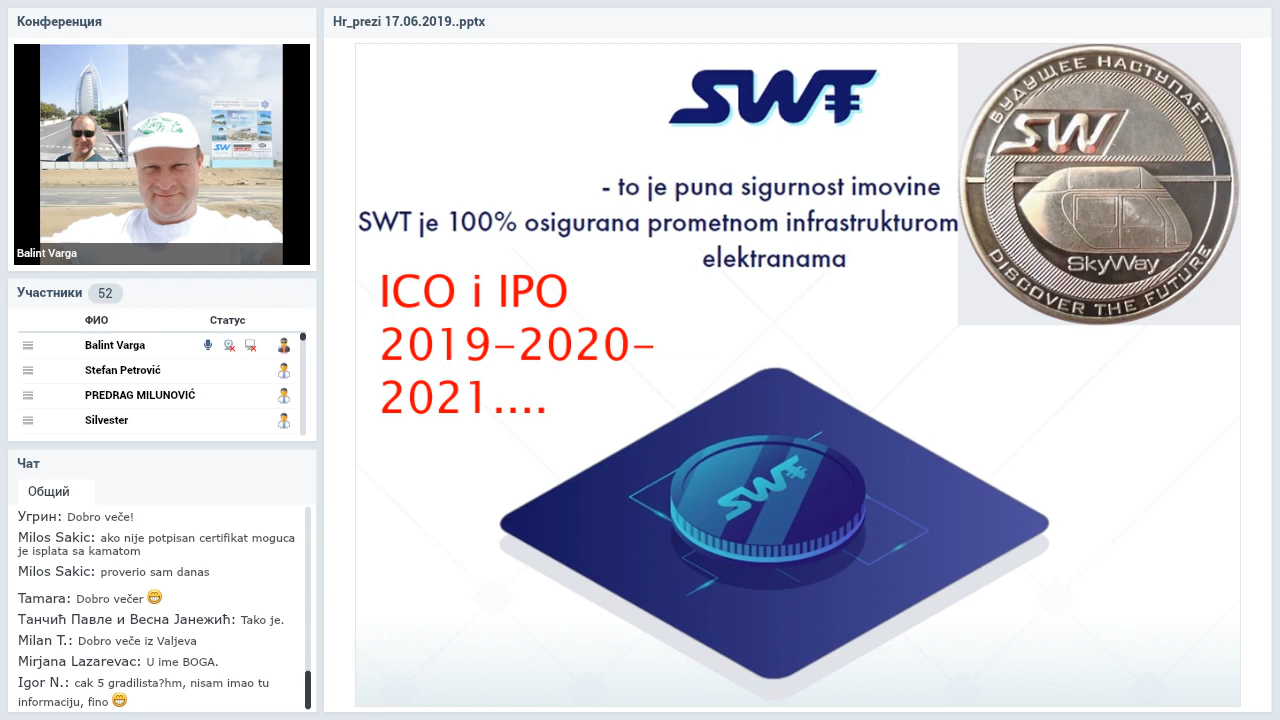 Конференция
Balint Varga
Участники 52
ФИО Статус
Balint Varga
Stefan Petrović
PREDRAG MILUNOVIĆ
Silvester
Чат
Общий
Угрин: Dobro veče!
Milos Sakic: ako nije potpisan certifikat moguca
je isplata sa kamatom
Milos Sakic: proverio sam danas
Tamara: Dobro večer
Танчић Павле и Весна Јанежић: Tako je.
Milan T.: Dobro veče iz Valjeva
Mirjana Lazarevac: U ime BOGA.
Igor N.: cak 5 gradilista?hm, nisam imao tu
informaciju, fino
Hr_prezi 17.06.2019..pptx
SWT
- to je puna sigurnost imovine
SWT je 100% osigurana prometnom infrastrukturom
elektranama
ICO i IPO
2019-2020-
2021....
БУДУЩЕЕ НАСТУПАЕТ
SW
SkyWay
DISCOVER THE FUTURE
SWT
SkyWay
SW